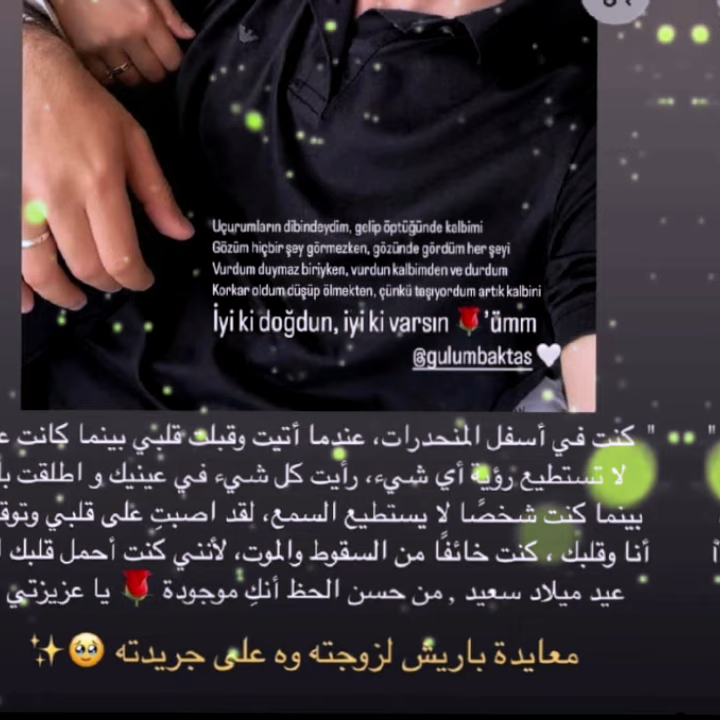 Uçurumların dibindeydim, gelip öptüğünde kalbimi
Gözüm hiçbir şey görmezken, gözünde gördüm her şeyi
Vurdum duymaz biriyken, vurdun kalbimden ve durdum
Korkar oldum düşüp ölmekten, çünkü taşıyordum artık kalbini
İyi ki doğdun, iyi ki varsın 🌹'ümm
@gulumbaktas🤍
" كنت في أسفل المنحدرات، عندما أتيت وقبلت قلبي بينما كانت
لا تستطيع رؤية أي شيء، رأيت كل شيء في عينيك و اطلقت
بينما كنت شخصًا لا يستطيع السمع، لقد اصبتِ على قلبي
أنا وقلبك ، كنت خائفًا من السقوط والموت، لأنني كنت أحمل قلبك
عيد ميلاد سعيد , من حسن الحظ أنكِ موجودة 🌹 يا عزيزتي
معايدة باريش لزوجته وه على جريدته 🥹✨